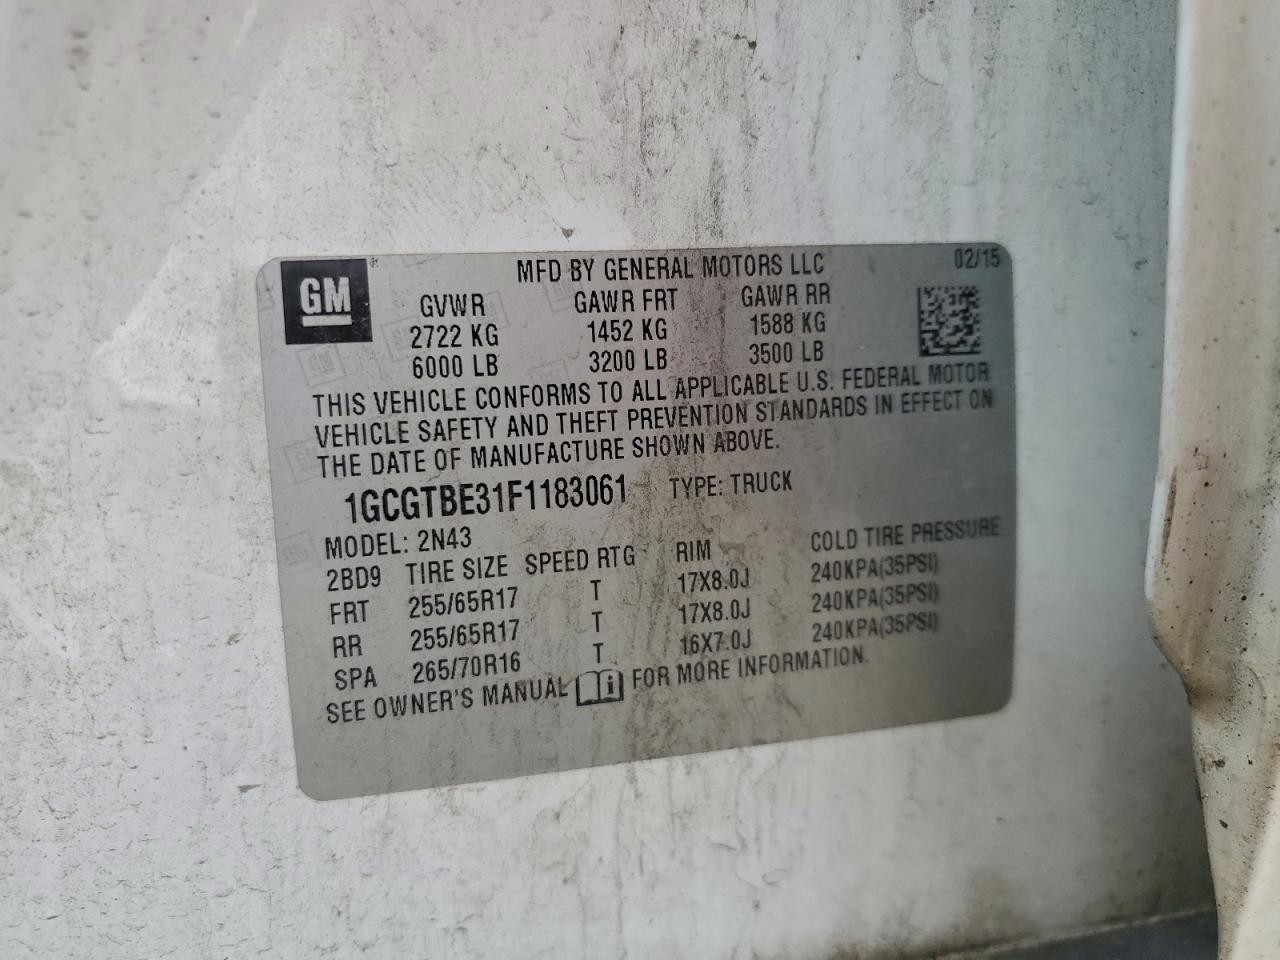 GM
MFD BY GENERAL MOTORS LLC 02/15
GVWR GAWR FRT GAWR RR
2722 KG 1452 KG 1588 KG
6000 LB 3200 LB 3500 LB
THIS VEHICLE CONFORMS TO ALL APPLICABLE U.S. FEDERAL MOTOR
VEHICLE SAFETY AND THEFT PREVENTION STANDARDS IN EFFECT ON
THE DATE OF MANUFACTURE SHOWN ABOVE.
1GCGTBE31F1183061 TYPE: TRUCK
MODEL: 2N43
2BD9 TIRE SIZE SPEED RTG RIM COLD TIRE PRESSURE
FRT 255/65R17 T 17X8.0J 240KPA(35PSI)
RR 255/65R17 T 17X8.0J 240KPA(35PSI)
SPA 265/70R16 T 16X7.0J 240KPA(35PSI)
SEE OWNER'S MANUAL i FOR MORE INFORMATION.